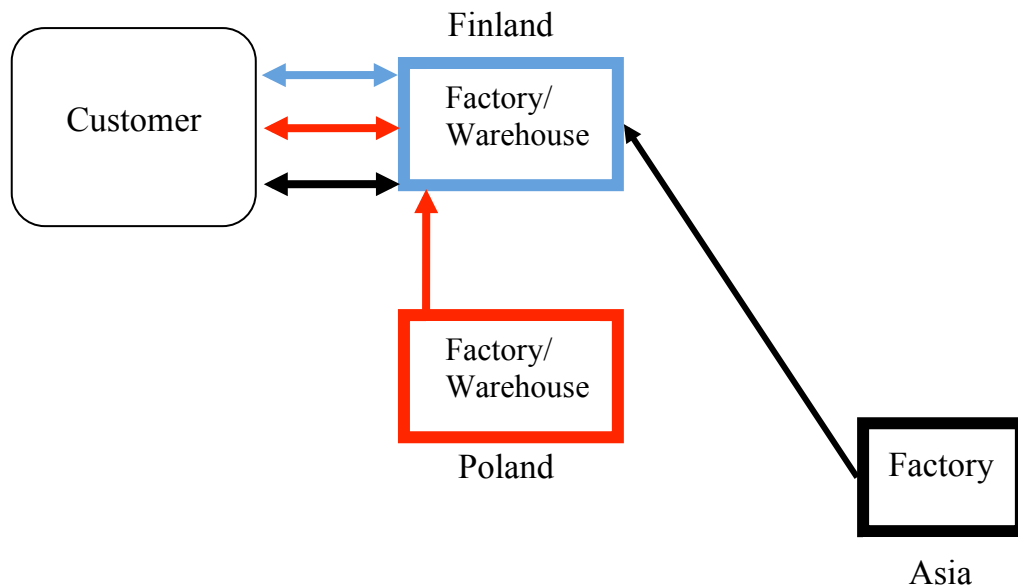 Finland
Customer
Factory/
Warehouse
Factory/
Warehouse
Poland
Factory
Asia